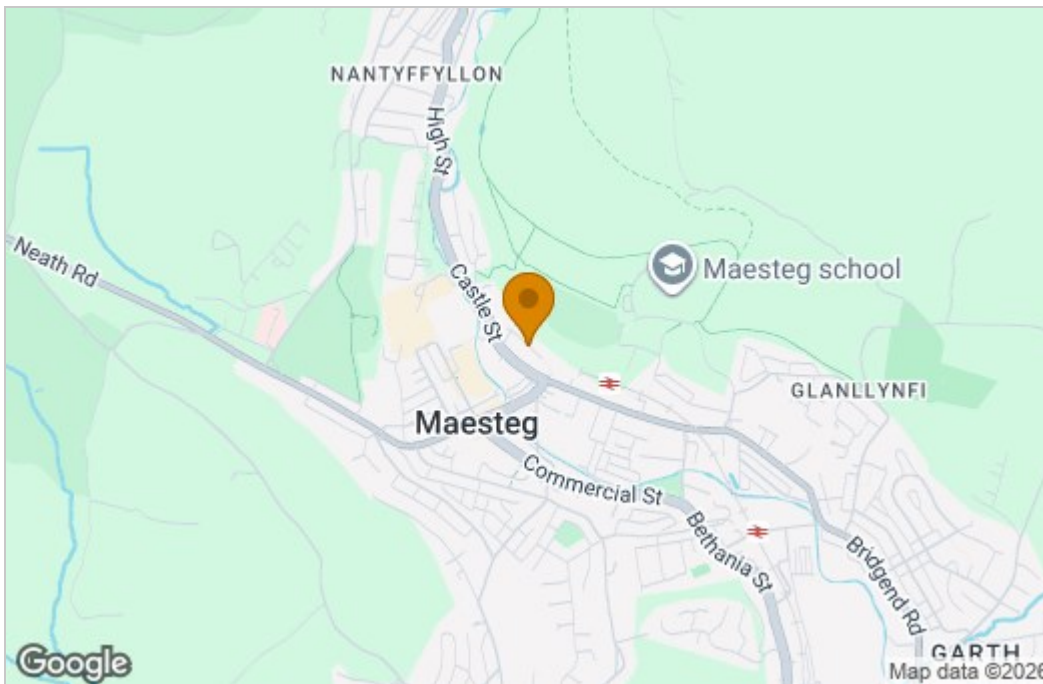 NANTYFFYLLON
High St
Neath Rd
Castle St
Maesteg school
GLANLLYNFI
Maesteg
Commercial St
Bethania St
Bridgend Rd
GARTH
Google
Map data ©2026